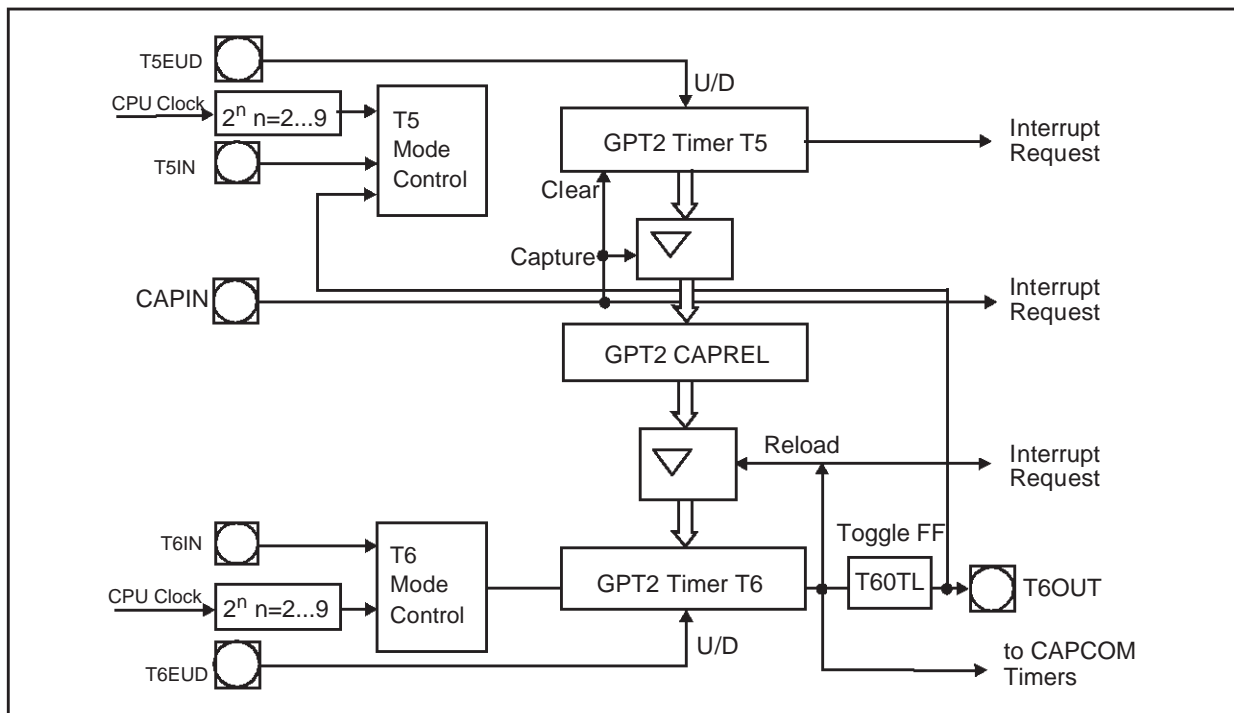 T5EUD
U/D
CPU Clock
2ⁿ n=2...9
T5
Mode
Control
GPT2 Timer T5
Interrupt
Request
T5IN
Clear
Capture
CAPIN
Interrupt
Request
GPT2 CAPREL
Reload
Interrupt
Request
T6IN
T6
Mode
Control
Toggle FF
GPT2 Timer T6
T60TL
T6OUT
CPU Clock
2ⁿ n=2...9
U/D
T6EUD
to CAPCOM
Timers